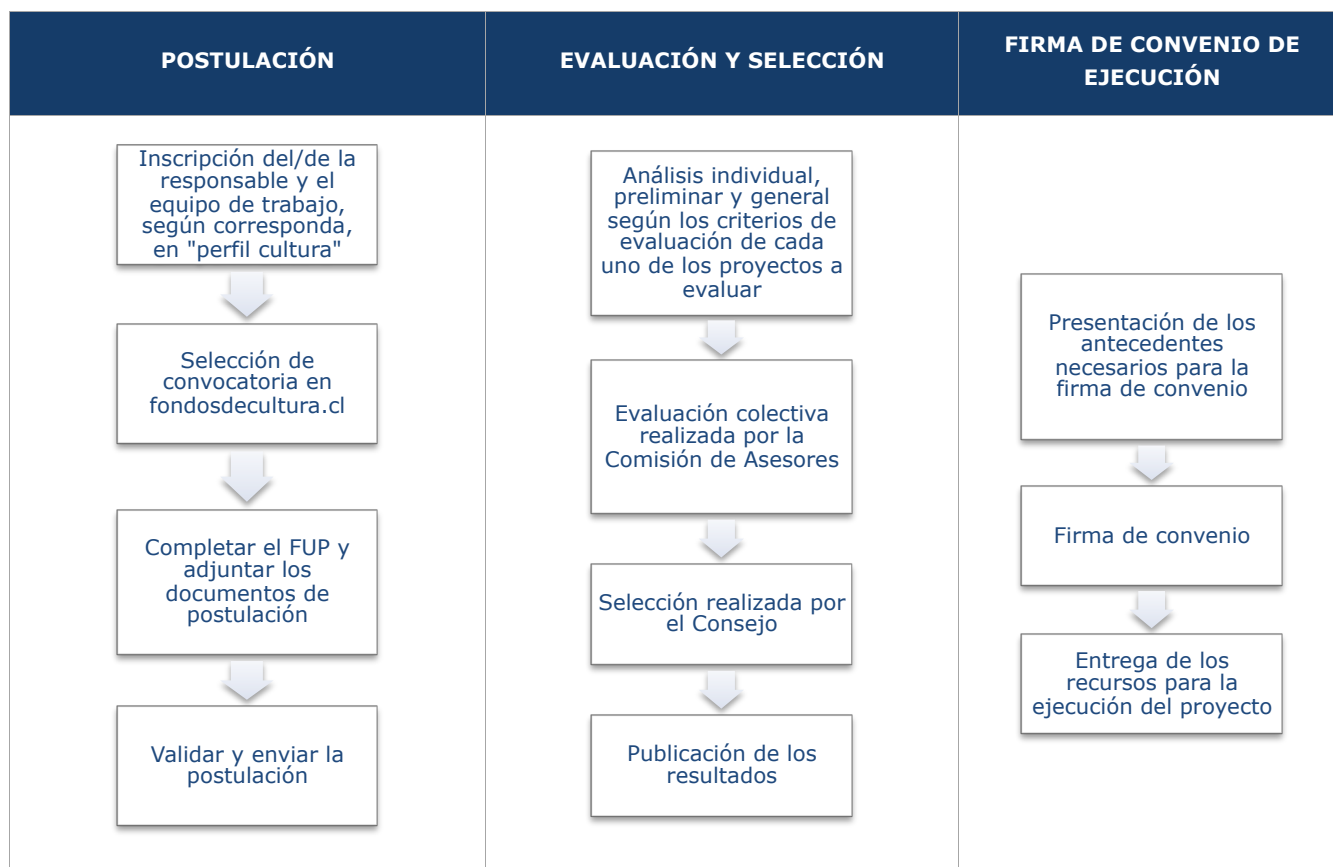 POSTULACIÓN
Inscripción del/de la
responsable y el
equipo de trabajo,
según corresponda,
en "perfil cultura"
Selección de
convocatoria en
fondosdecultura.cl
Completar el FUP y
adjuntar los
documentos de
postulación
Validar y enviar la
postulación
EVALUACIÓN Y SELECCIÓN
Análisis individual,
preliminar y general
según los criterios de
evaluación de cada
uno de los proyectos a
evaluar
Evaluación colectiva
realizada por la
Comisión de Asesores
Selección realizada por
el Consejo
Publicación de los
resultados
FIRMA DE CONVENIO DE
EJECUCIÓN
Presentación de los
antecedentes
necesarios para la
firma de convenio
Firma de convenio
Entrega de los
recursos para la
ejecución del proyecto